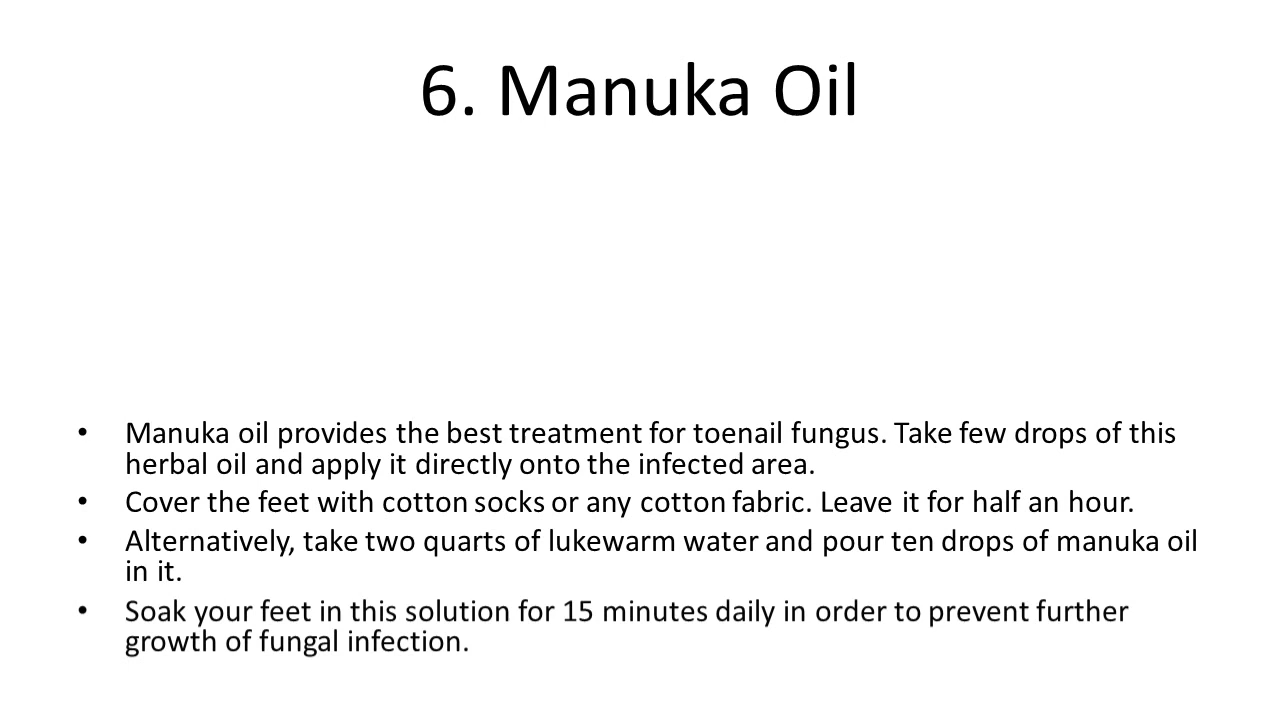 6. Manuka Oil
• Manuka oil provides the best treatment for toenail fungus. Take few drops of this
herbal oil and apply it directly onto the infected area.
• Cover the feet with cotton socks or any cotton fabric. Leave it for half an hour.
• Alternatively, take two quarts of lukewarm water and pour ten drops of manuka oil
in it.
• Soak your feet in this solution for 15 minutes daily in order to prevent further
growth of fungal infection.